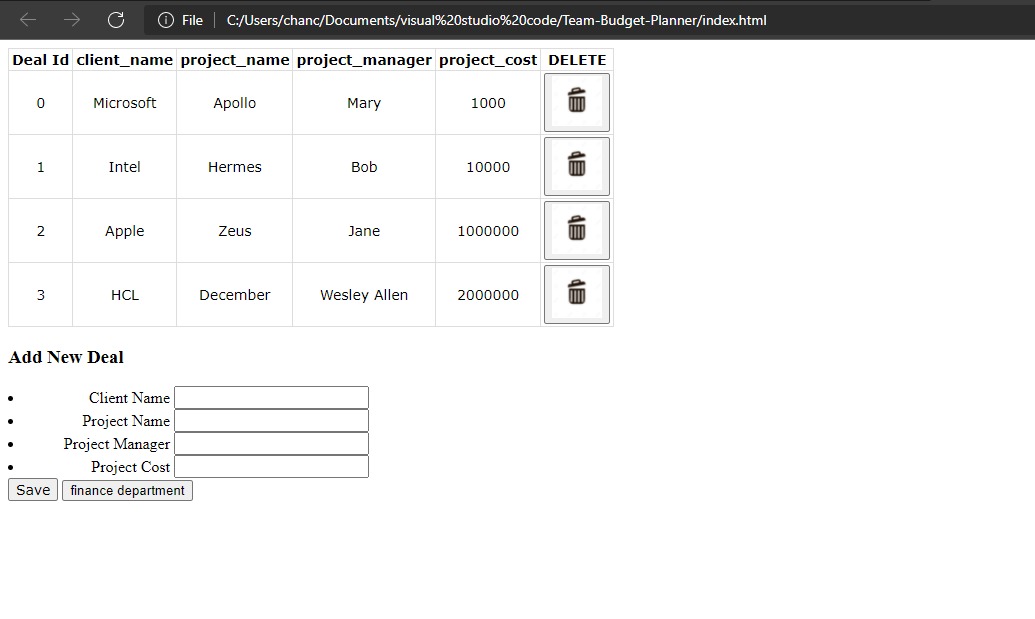 File C:/Users/chanc/Documents/visual%20studio%20code/Team-Budget-Planner/index.html
Deal Id client_name project_name project_manager project_cost DELETE
0 Microsoft Apollo Mary 1000
1 Intel Hermes Bob 10000
2 Apple Zeus Jane 1000000
3 HCL December Wesley Allen 2000000
Add New Deal
Client Name
Project Name
Project Manager
Project Cost
Save finance department